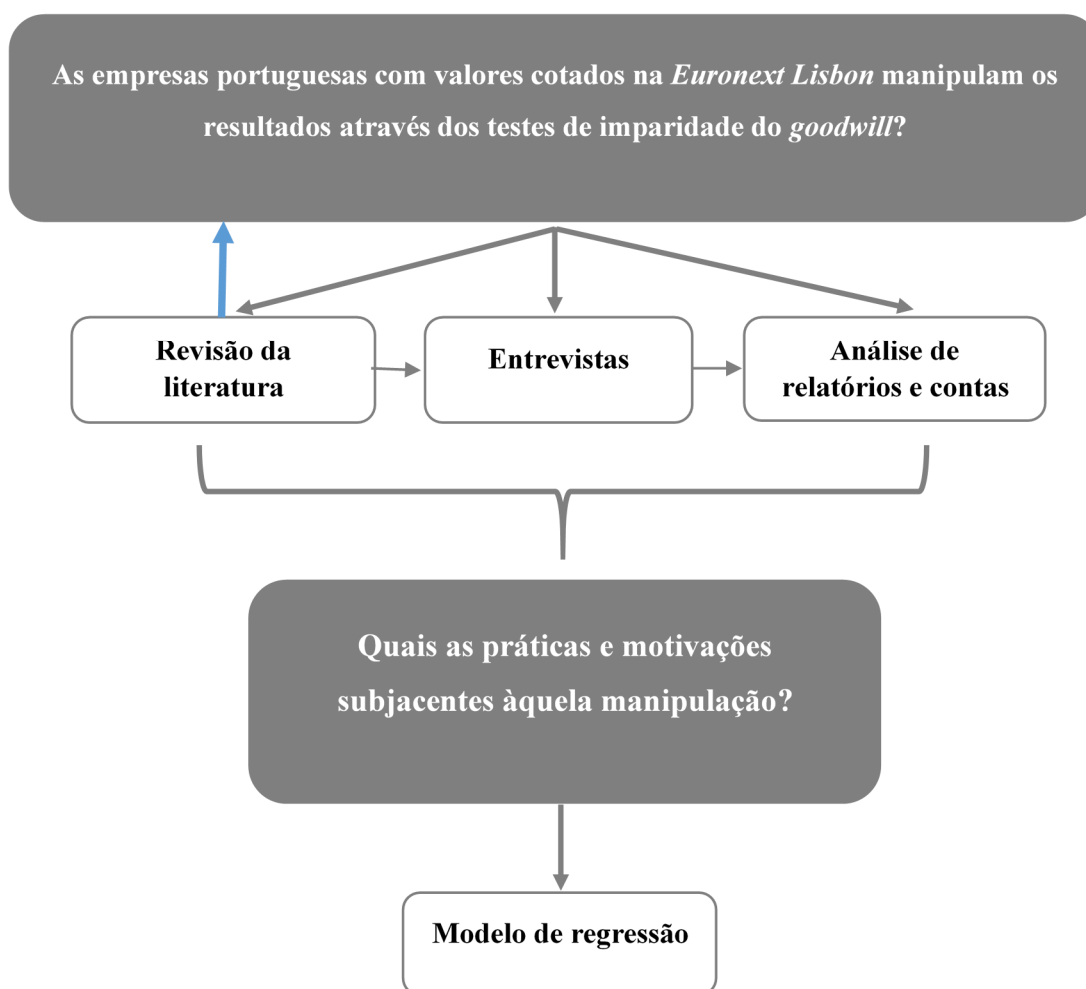 As empresas portuguesas com valores cotados na Euronext Lisbon manipulam os
resultados através dos testes de imparidade do goodwill?
Revisão da
literatura
Entrevistas
Análise de
relatórios e contas
Quais as práticas e motivações
subjacentes àquela manipulação?
Modelo de regressão